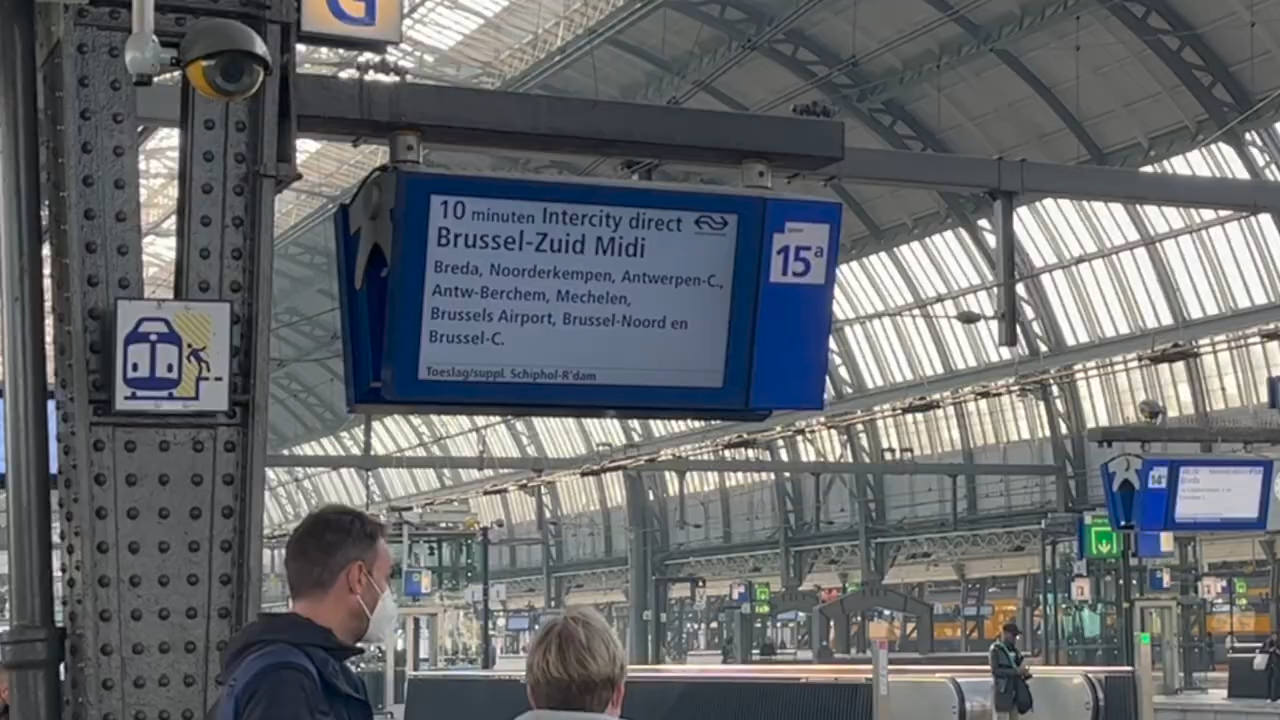 G
10 minuten Intercity direct
Brussel-Zuid Midi
Breda, Noorderkempen, Antwerpen-C.,
Antw-Berchem, Mechelen,
Brussels Airport, Brussel-Noord en
Brussel-C.
Toeslag/suppl. Schiphol-R'dam
15a
14
Breda